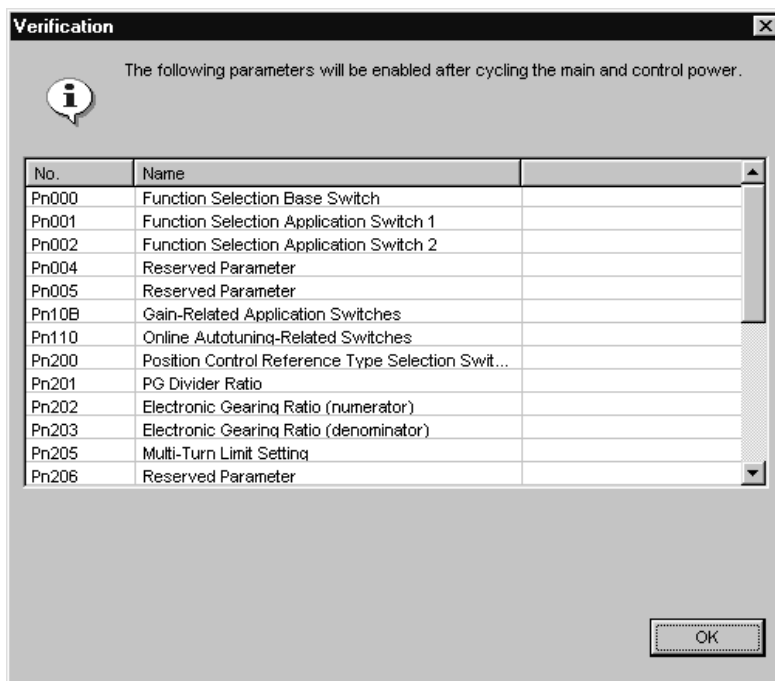 Verification
The following parameters will be enabled after cycling the main and control power.
No. Name
Pn000 Function Selection Base Switch
Pn001 Function Selection Application Switch 1
Pn002 Function Selection Application Switch 2
Pn004 Reserved Parameter
Pn005 Reserved Parameter
Pn10B Gain-Related Application Switches
Pn110 Online Autotuning-Related Switches
Pn200 Position Control Reference Type Selection Swit...
Pn201 PG Divider Ratio
Pn202 Electronic Gearing Ratio (numerator)
Pn203 Electronic Gearing Ratio (denominator)
Pn205 Multi-Turn Limit Setting
Pn206 Reserved Parameter
OK